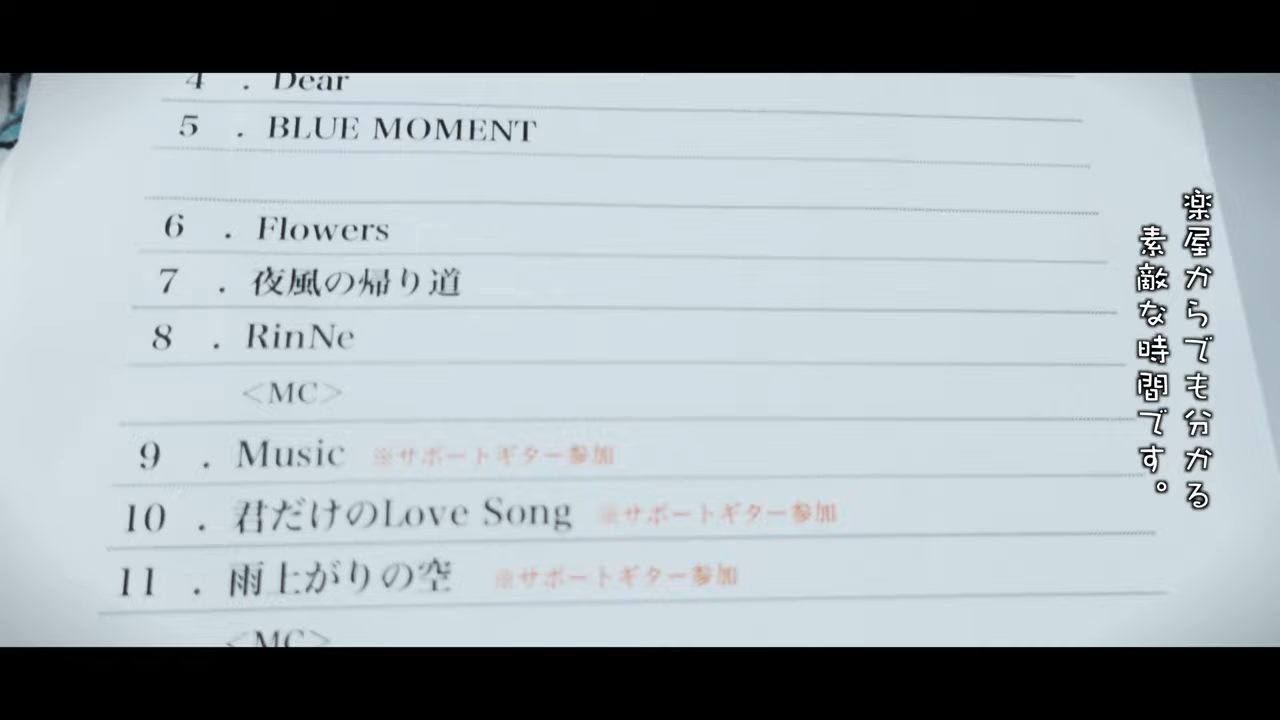 4 . Dear
5 . BLUE MOMENT
6 . Flowers
7 . 夜風の帰り道
8 . RinNe
<MC>
9 . Music ※サポートギター参加
10 . 君だけのLove Song ※サポートギター参加
11 . 雨上がりの空 ※サポートギター参加
<MC>
楽屋からでも分かる
素敵な時間です。